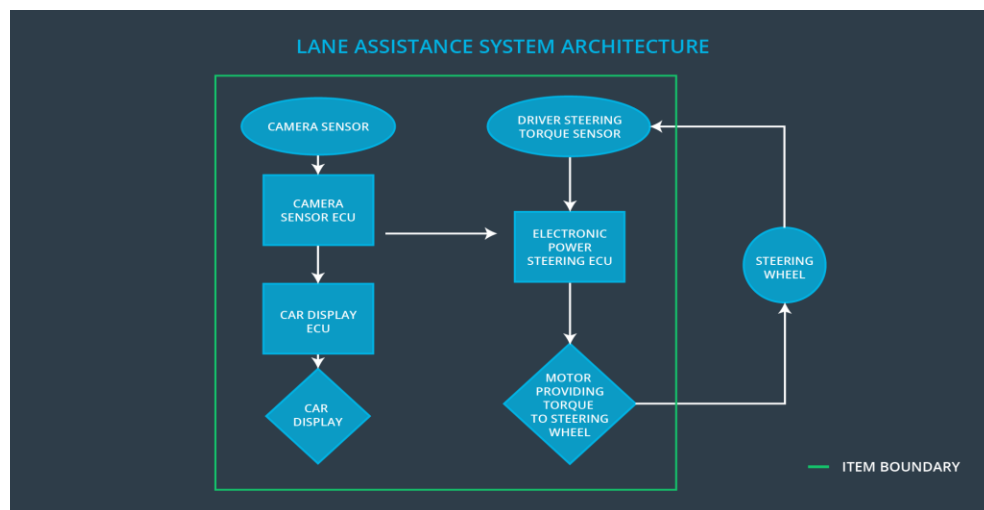 LANE ASSISTANCE SYSTEM ARCHITECTURE
CAMERA SENSOR
DRIVER STEERING
TORQUE SENSOR
CAMERA
SENSOR ECU
ELECTRONIC
POWER
STEERING ECU
STEERING
WHEEL
CAR DISPLAY
ECU
CAR
DISPLAY
MOTOR
PROVIDING
TORQUE
TO STEERING
WHEEL
ITEM BOUNDARY